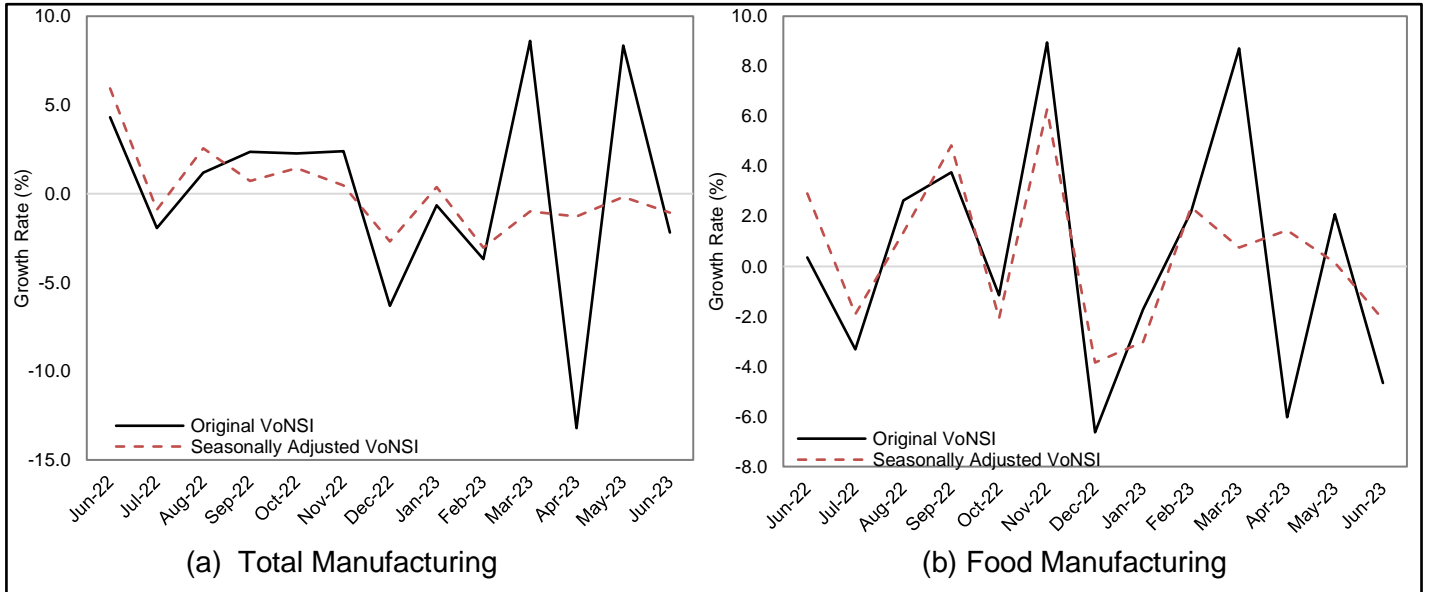 10.0
5.0
0.0
-5.0
-10.0
-15.0
Growth Rate (%)
Original VoNSI
Seasonally Adjusted VoNSI
Jun-22
Jul-22
Aug-22
Sep-22
Oct-22
Nov-22
Dec-22
Jan-23
Feb-23
Mar-23
Apr-23
May-23
Jun-23
(a) Total Manufacturing
10.0
8.0
6.0
4.0
2.0
0.0
-2.0
-4.0
-6.0
-8.0
Growth Rate (%)
Original VoNSI
Seasonally Adjusted VoNSI
Jun-22
Jul-22
Aug-22
Sep-22
Oct-22
Nov-22
Dec-22
Jan-23
Feb-23
Mar-23
Apr-23
May-23
Jun-23
(b) Food Manufacturing